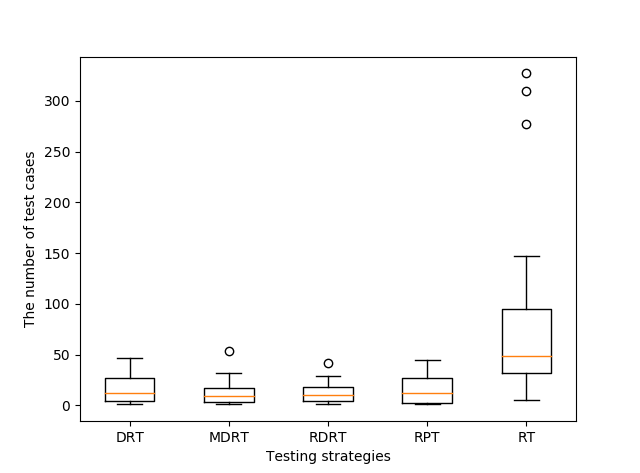 The number of test cases
300
250
200
150
100
50
0
DRT MDRT RDRT RPT RT
Testing strategies